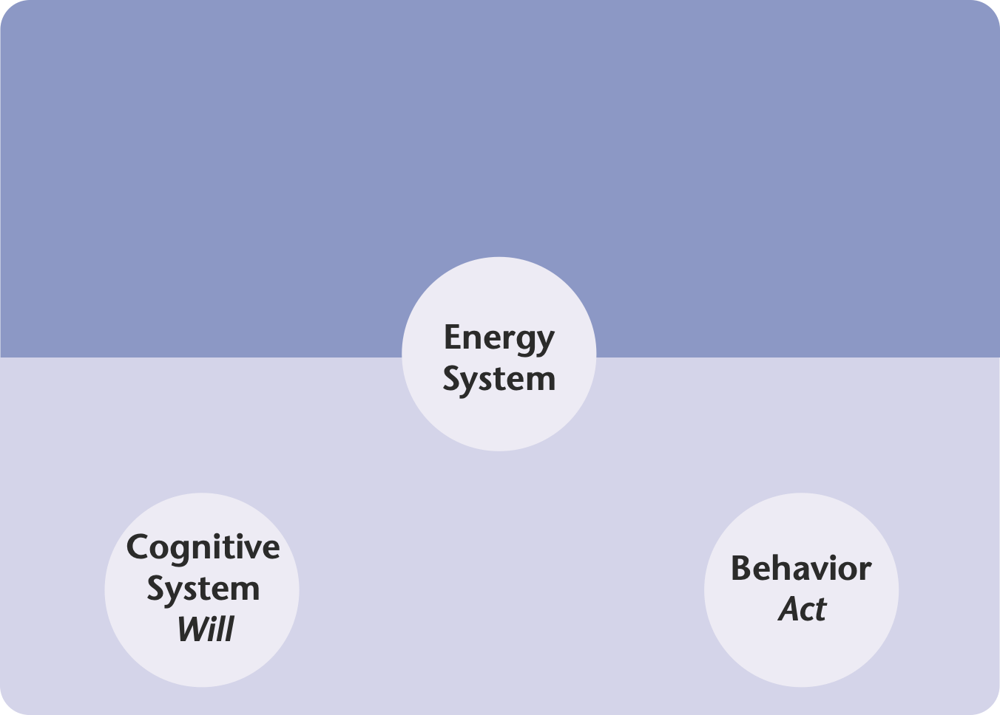 Energy
System
Cognitive
System
Will
Behavior
Act